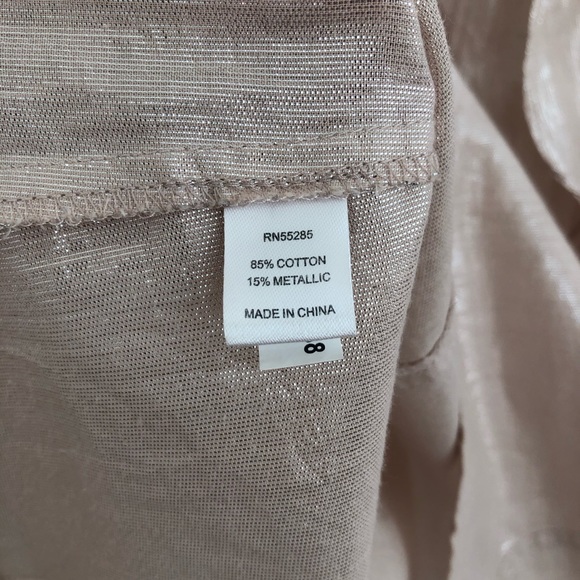 RN55285
85% COTTON
15% METALLIC
MADE IN CHINA
8